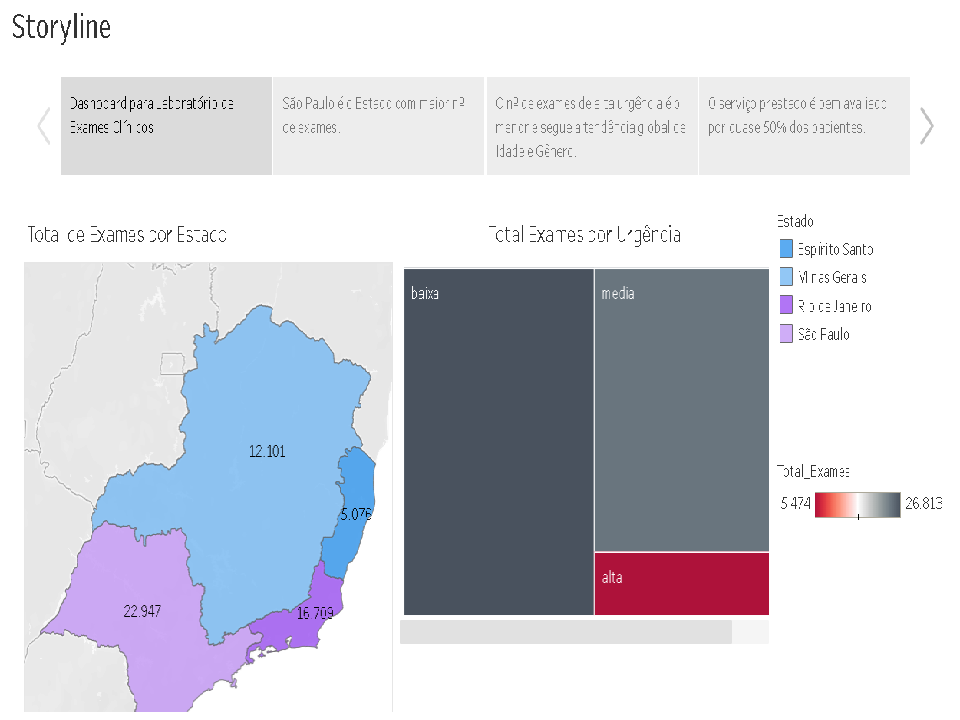 Storyline
Dashboard para Laboratório de
Exames Clínicos
São Paulo é o Estado com maior nº
de exames.
O nº de exames de alta urgência é o
menor e segue a tendência global de
Idade e Gênero.
O serviço prestado é bem avaliado
por quase 50% dos pacientes.
Total de Exames por Estado
Total Exames por Urgência
Estado
Espírito Santo
Minas Gerais
Rio de Janeiro
São Paulo
baixa
media
alta
12.101
5.076
22.947
16.709
Total_Exames
5.474
26.813